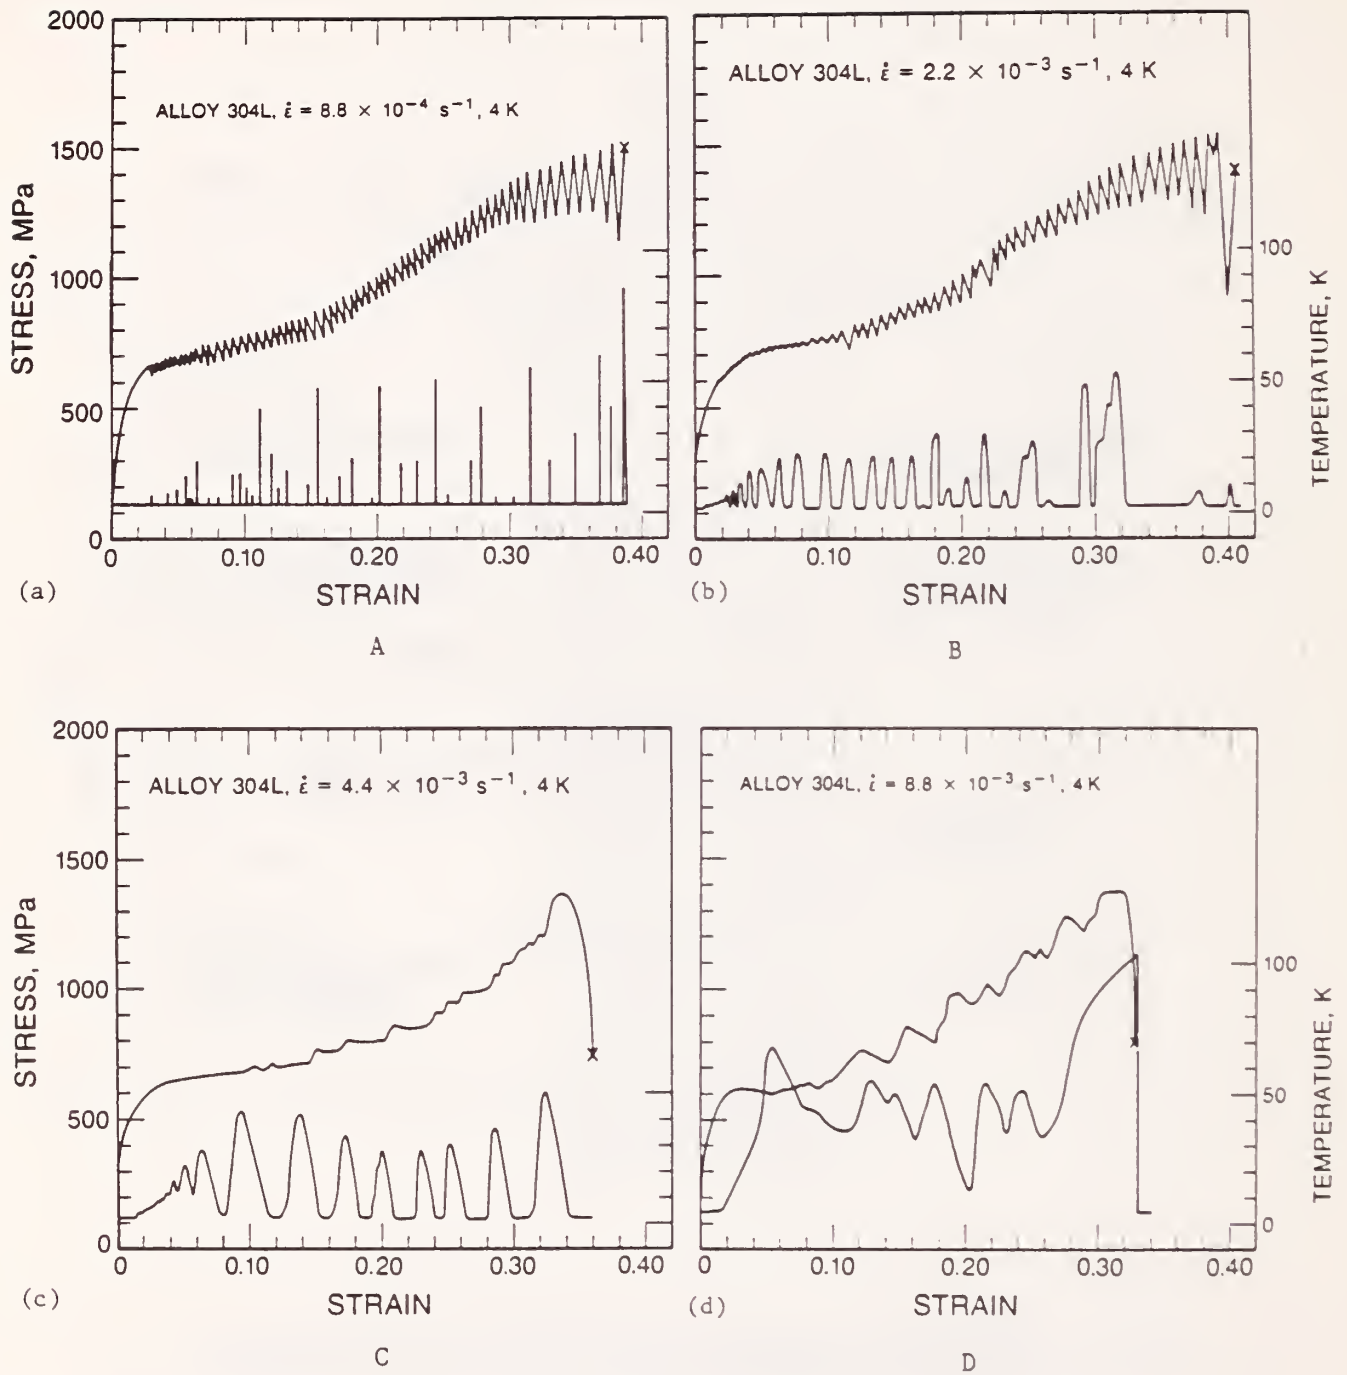 2000
1500
1000
500
0
STRESS, MPa
ALLOY 304L, ε̇ = 8.8 × 10⁻⁴ s⁻¹, 4 K
0 0.10 0.20 0.30 0.40
STRAIN
(a)
A
ALLOY 304L, ε̇ = 2.2 × 10⁻³ s⁻¹, 4 K
100
50
0
TEMPERATURE, K
0 0.10 0.20 0.30 0.40
STRAIN
(b)
B
2000
1500
1000
500
0
STRESS, MPa
ALLOY 304L, ε̇ = 4.4 × 10⁻³ s⁻¹, 4 K
0 0.10 0.20 0.30 0.40
STRAIN
(c)
C
ALLOY 304L, ε̇ = 8.8 × 10⁻³ s⁻¹, 4K
100
50
0
TEMPERATURE, K
0 0.10 0.20 0.30 0.40
STRAIN
(d)
D